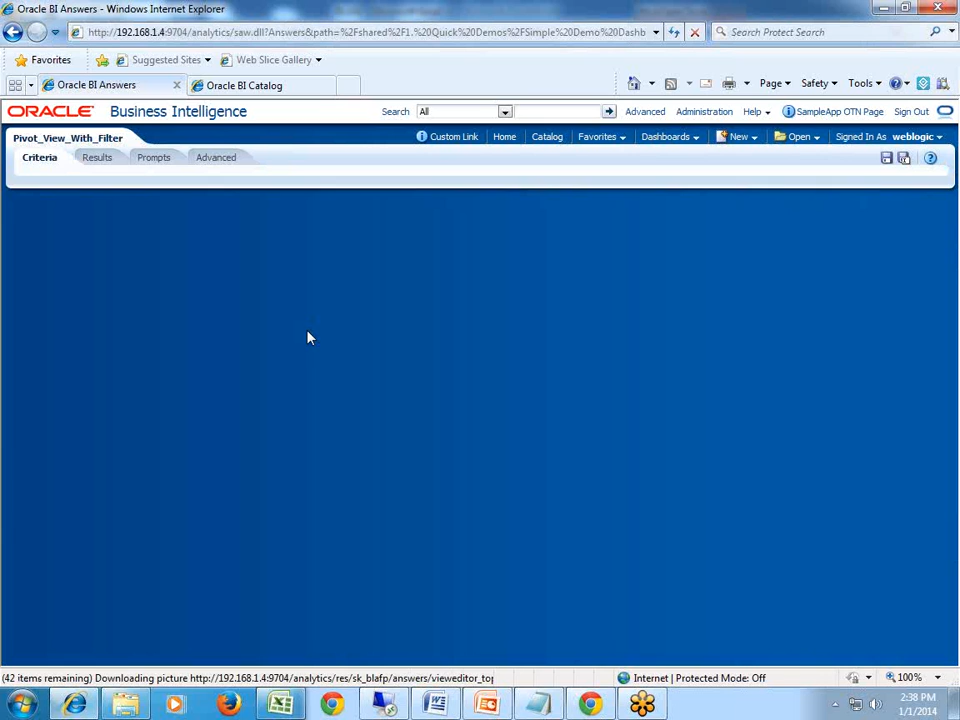 Oracle BI Answers - Windows Internet Explorer
http://192.168.1.4:9704/analytics/saw.dll?Answers&path=%2Fshared%2F1.%20Quick%20Demos%2FSimple%20Demo%20Dashb
Search Protect Search
Favorites Suggested Sites Web Slice Gallery
Oracle BI Answers Oracle BI Catalog Page Safety Tools
ORACLE Business Intelligence Search All Advanced Administration Help SampleApp OTN Page Sign Out
Pivot_View_With_Filter Custom Link Home Catalog Favorites Dashboards New Open Signed In As weblogic
Criteria Results Prompts Advanced
(42 items remaining) Downloading picture http://192.168.1.4:9704/analytics/res/sk_blafp/answers/vieweditor_top Internet | Protected Mode: Off 100%
2:38 PM
1/1/2014